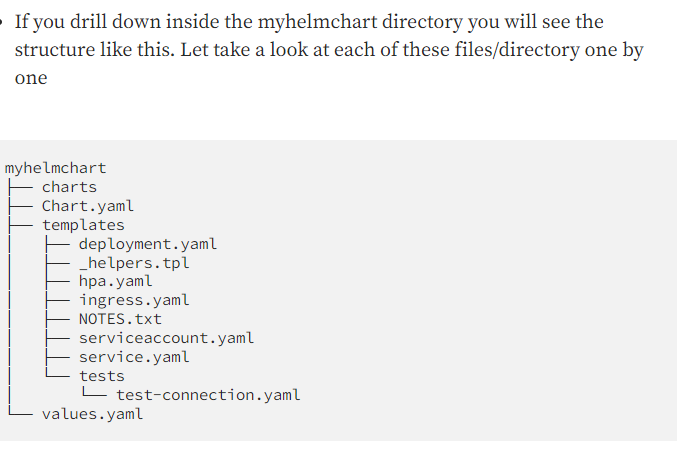 If you drill down inside the myhelmchart directory you will see the
structure like this. Let take a look at each of these files/directory one by
one
myhelmchart
├── charts
├── Chart.yaml
├── templates
│   ├── deployment.yaml
│   ├── _helpers.tpl
│   ├── hpa.yaml
│   ├── ingress.yaml
│   ├── NOTES.txt
│   ├── serviceaccount.yaml
│   ├── service.yaml
│   └── tests
│       └── test-connection.yaml
└── values.yaml